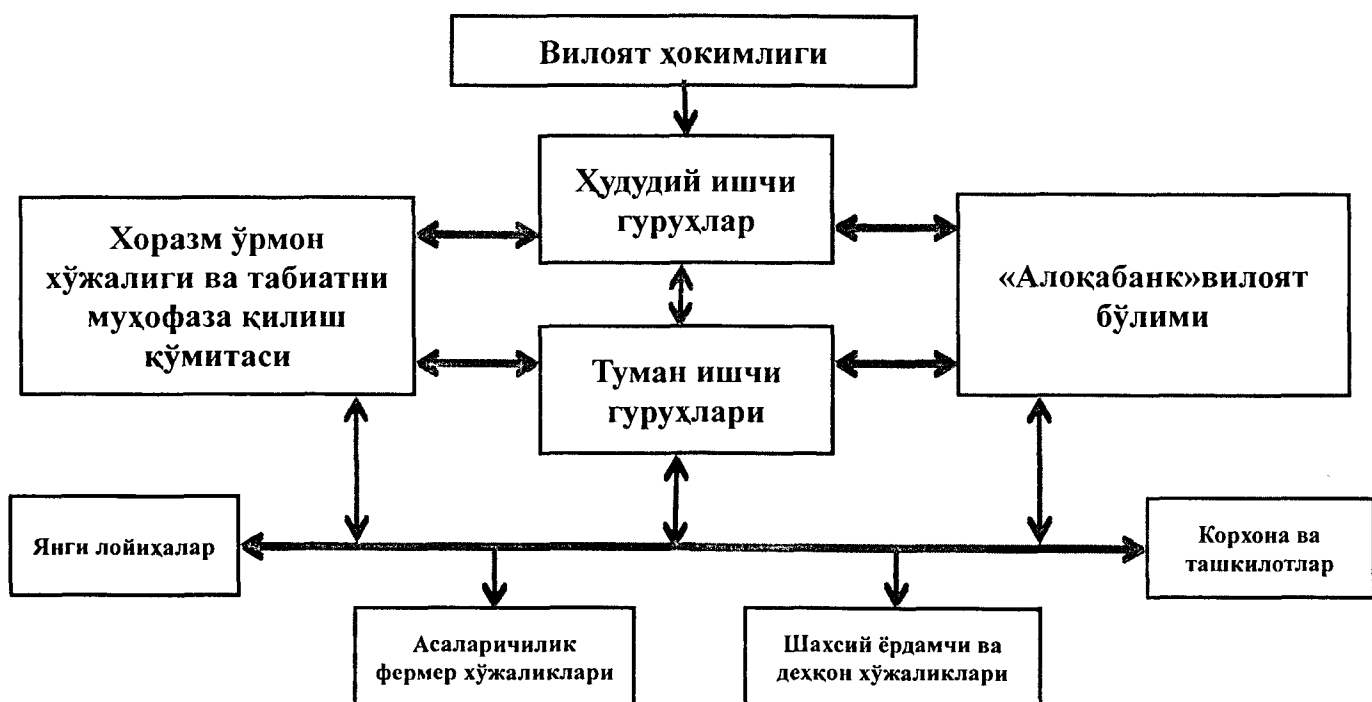 Вилоят ҳокимлиги
Ҳудудий ишчи
гуруҳлар
Хоразм ўрмон
хўжалиги ва табиатни
муҳофаза қилиш
қўмитаси
«Алоқабанк»вилоят
бўлими
Туман ишчи
гуруҳлари
Янги лойиҳалар
Корхона ва
ташкилотлар
Асаларичилик
фермер хўжаликлари
Шахсий ёрдамчи ва
деҳқон хўжаликлари